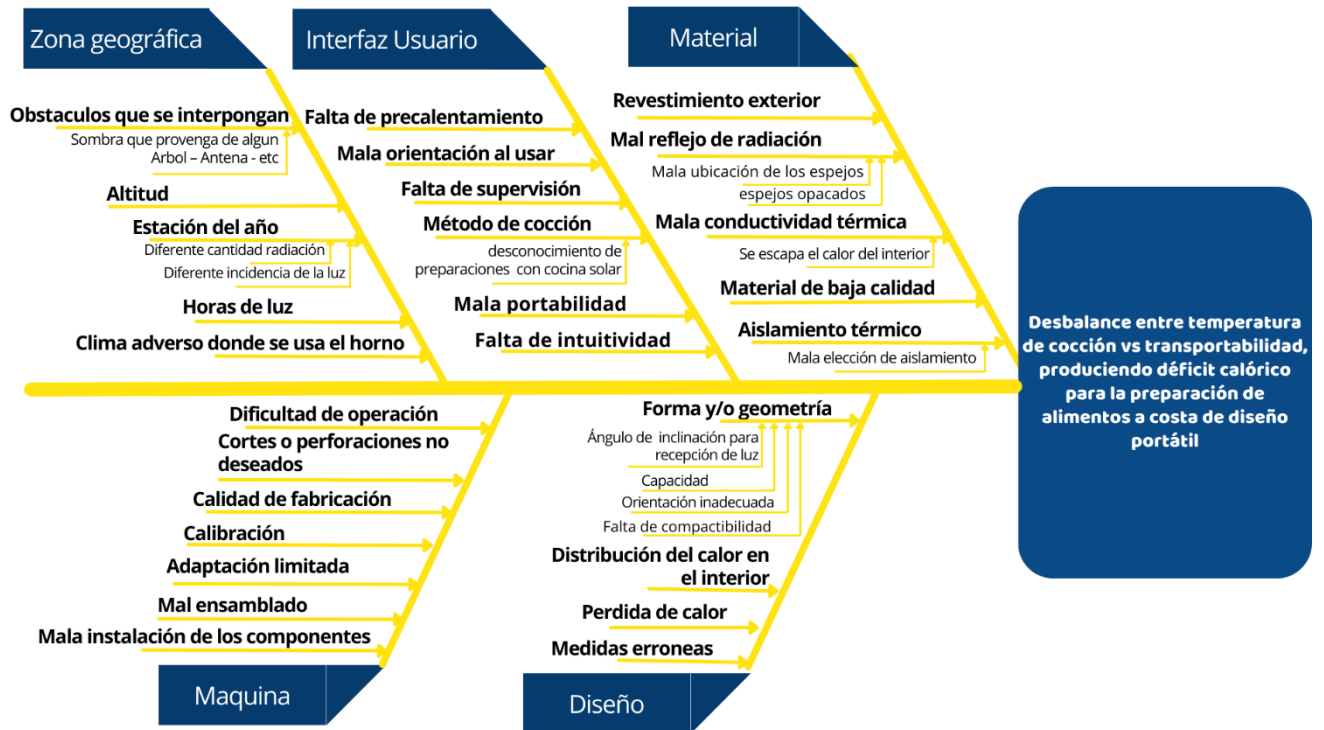 Zona geográfica
Obstaculos que se interpongan
Sombra que provenga de algun
Arbol – Antena - etc
Altitud
Estación del año
Diferente cantidad radiación
Diferente incidencia de la luz
Horas de luz
Clima adverso donde se usa el horno
Interfaz Usuario
Falta de precalentamiento
Mala orientación al usar
Falta de supervisión
Método de cocción
desconocimiento de
preparaciones con cocina solar
Mala portabilidad
Falta de intuitividad
Material
Revestimiento exterior
Mal reflejo de radiación
Mala ubicación de los espejos
espejos opacados
Mala conductividad térmica
Se escapa el calor del interior
Material de baja calidad
Aislamiento térmico
Mala elección de aislamiento
Dificultad de operación
Cortes o perforaciones no
deseados
Calidad de fabricación
Calibración
Adaptación limitada
Mal ensamblado
Mala instalación de los componentes
Maquina
Forma y/o geometría
Ángulo de inclinación para
recepción de luz
Capacidad
Orientación inadecuada
Falta de compactibilidad
Distribución del calor en
el interior
Perdida de calor
Medidas erroneas
Diseño
Desbalance entre temperatura
de cocción vs transportabilidad,
produciendo déficit calórico
para la preparación de
alimentos a costa de diseño
portátil